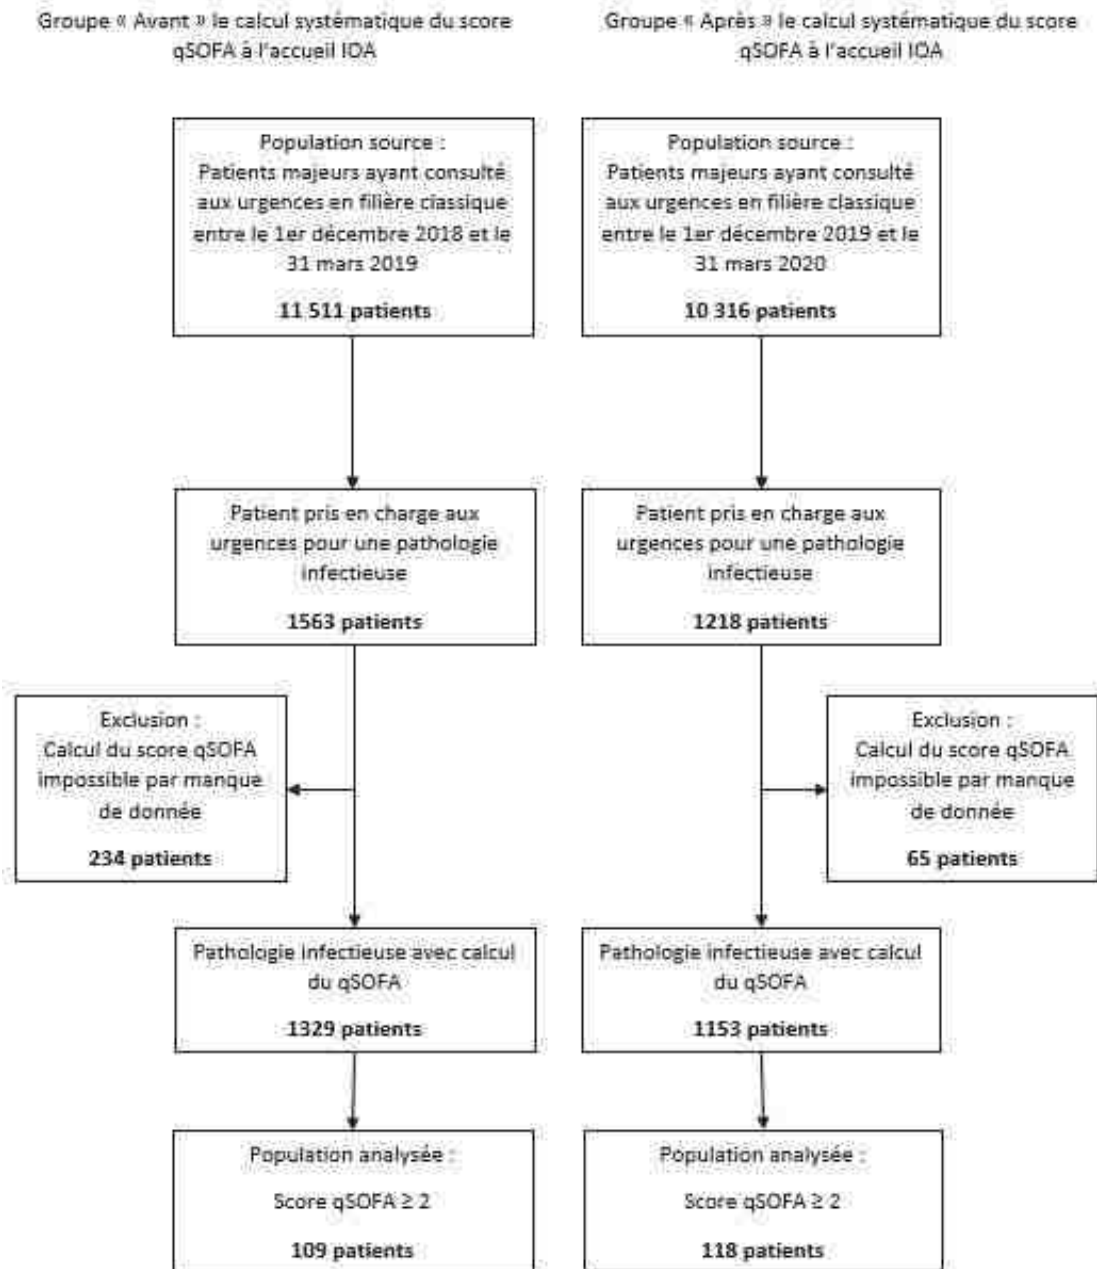 Groupe « Avant » le calcul systématique du score
qSOFA à l'accueil IOA
Groupe « Après » le calcul systématique du score
qSOFA à l'accueil IOA
Population source :
Patients majeurs ayant consulté
aux urgences en filière classique
entre le 1er décembre 2018 et le
31 mars 2019
11 511 patients
Population source :
Patients majeurs ayant consulté
aux urgences en filière classique
entre le 1er décembre 2019 et le
31 mars 2020
10 316 patients
Patient pris en charge aux
urgences pour une pathologie
infectieuse
1563 patients
Patient pris en charge aux
urgences pour une pathologie
infectieuse
1218 patients
Exclusion :
Calcul du score qSOFA
impossible par manque
de donnée
234 patients
Exclusion :
Calcul du score qSOFA
impossible par manque
de donnée
65 patients
Pathologie infectieuse avec calcul
du qSOFA
1329 patients
Pathologie infectieuse avec calcul
du qSOFA
1153 patients
Population analysée :
Score qSOFA ≥ 2
109 patients
Population analysée :
Score qSOFA ≥ 2
118 patients